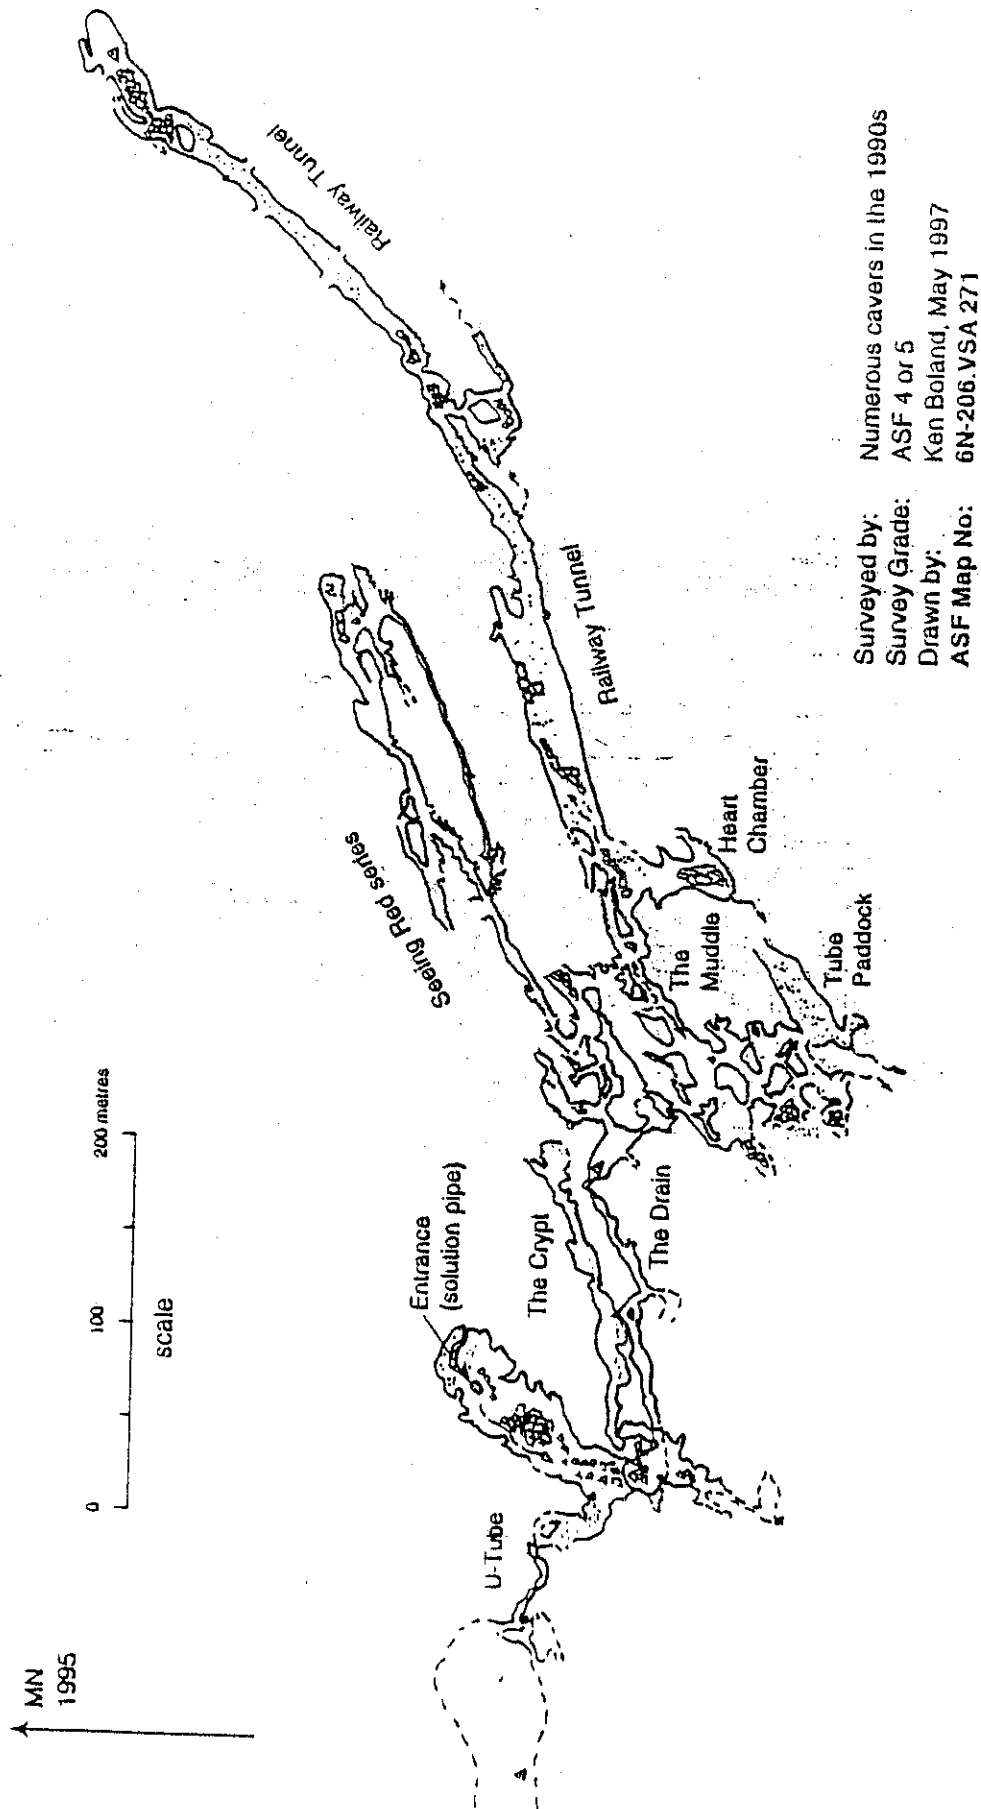 MN
1995
0
100
200 metres
scale
U-Tube
Entrance
(solution pipe)
The Crypt
The Drain
Seeing Red series
The
Muddle
Tube
Paddock
Heart
Chamber
Railway Tunnel
Railway Tunnel
Surveyed by: Numerous cavers in the 1990s
Survey Grade: ASF 4 or 5
Drawn by: Ken Boland, May 1997
ASF Map No: 6N-206.VSA 271